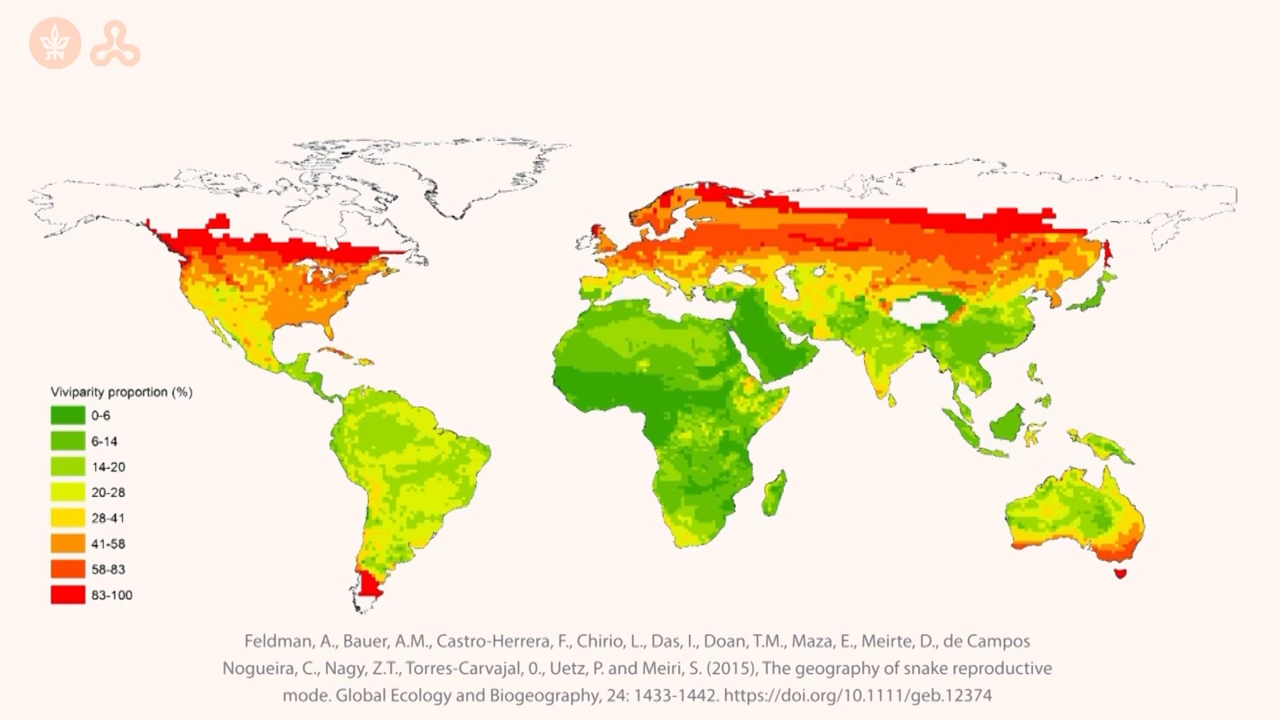 Viviparity proportion (%)
0-6
6-14
14-20
20-28
28-41
41-58
58-83
83-100
Feldman, A., Bauer, A.M., Castro-Herrera, F., Chirio, L., Das, I., Doan, T.M., Maza, E., Meirte, D., de Campos
Nogueira, C., Nagy, Z.T., Torres-Carvajal, 0., Uetz, P. and Meiri, S. (2015), The geography of snake reproductive
mode. Global Ecology and Biogeography, 24: 1433-1442. https://doi.org/10.1111/geb.12374